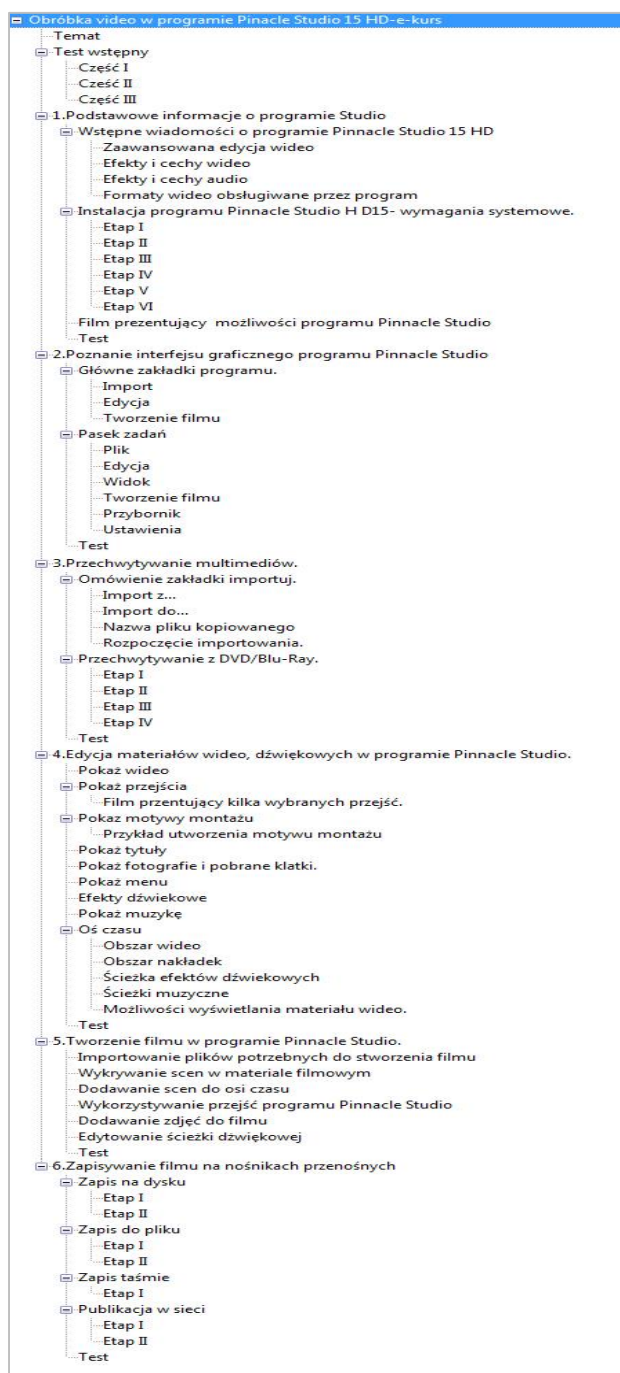 Obróbka video w programie Pinacle Studio 15 HD-e-kurs
Temat
Test wstępny
Część I
Cześć II
Część III
1.Podstawowe informacje o programie Studio
Wstępne wiadomości o programie Pinnacle Studio 15 HD
Zaawansowana edycja wideo
Efekty i cechy wideo
Efekty i cechy audio
Formaty wideo obsługiwane przez program
Instalacja programu Pinnacle Studio H D15- wymagania systemowe.
Etap I
Etap II
Etap III
Etap IV
Etap V
Etap VI
Film prezentujący możliwości programu Pinnacle Studio
Test
2.Poznanie interfejsu graficznego programu Pinnacle Studio
Główne zakładki programu.
Import
Edycja
Tworzenie filmu
Pasek zadań
Plik
Edycja
Widok
Tworzenie filmu
Przybornik
Ustawienia
Test
3.Przechwytywanie multimediów.
Omówienie zakładki importuj.
Import z...
Import do...
Nazwa pliku kopiowanego
Rozpoczęcie importowania.
Przechwytywanie z DVD/Blu-Ray.
Etap I
Etap II
Etap III
Etap IV
Test
4.Edycja materiałów wideo, dźwiękowych w programie Pinnacle Studio.
Pokaż wideo
Pokaż przejścia
Film przentujący kilka wybranych przejść.
Pokaz motywy montażu
Przykład utworzenia motywu montażu
Pokaż tytuły
Pokaż fotografie i pobrane klatki.
Pokaż menu
Efekty dźwiekowe
Pokaż muzykę
Oś czasu
Obszar wideo
Obszar nakładek
Ścieżka efektów dźwiekowych
Ścieżki muzyczne
Możliwości wyświetlania materiału wideo.
Test
5.Tworzenie filmu w programie Pinnacle Studio.
Importowanie plików potrzebnych do stworzenia filmu
Wykrywanie scen w materiale filmowym
Dodawanie scen do osi czasu
Wykorzystywanie przejść programu Pinnacle Studio
Dodawanie zdjęć do filmu
Edytowanie ścieżki dżwiękowej
Test
6.Zapisywanie filmu na nośnikach przenośnych
Zapis na dysku
Etap I
Etap II
Zapis do pliku
Etap I
Etap II
Zapis taśmie
Etap I
Publikacja w sieci
Etap I
Etap II
Test